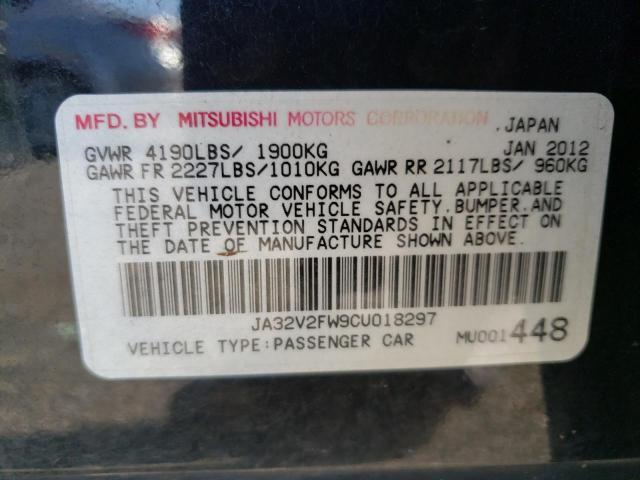 MFD. BY MITSUBISHI MOTORS CORPORATION, JAPAN
GVWR 4190LBS/ 1900KG JAN 2012
GAWR FR 2227LBS/1010KG GAWR RR 2117LBS/ 960KG
THIS VEHICLE CONFORMS TO ALL APPLICABLE
FEDERAL MOTOR VEHICLE SAFETY, BUMPER, AND
THEFT PREVENTION STANDARDS IN EFFECT ON
THE DATE OF MANUFACTURE SHOWN ABOVE.
JA32V2FW9CU018297
VEHICLE TYPE:PASSENGER CAR MU001448